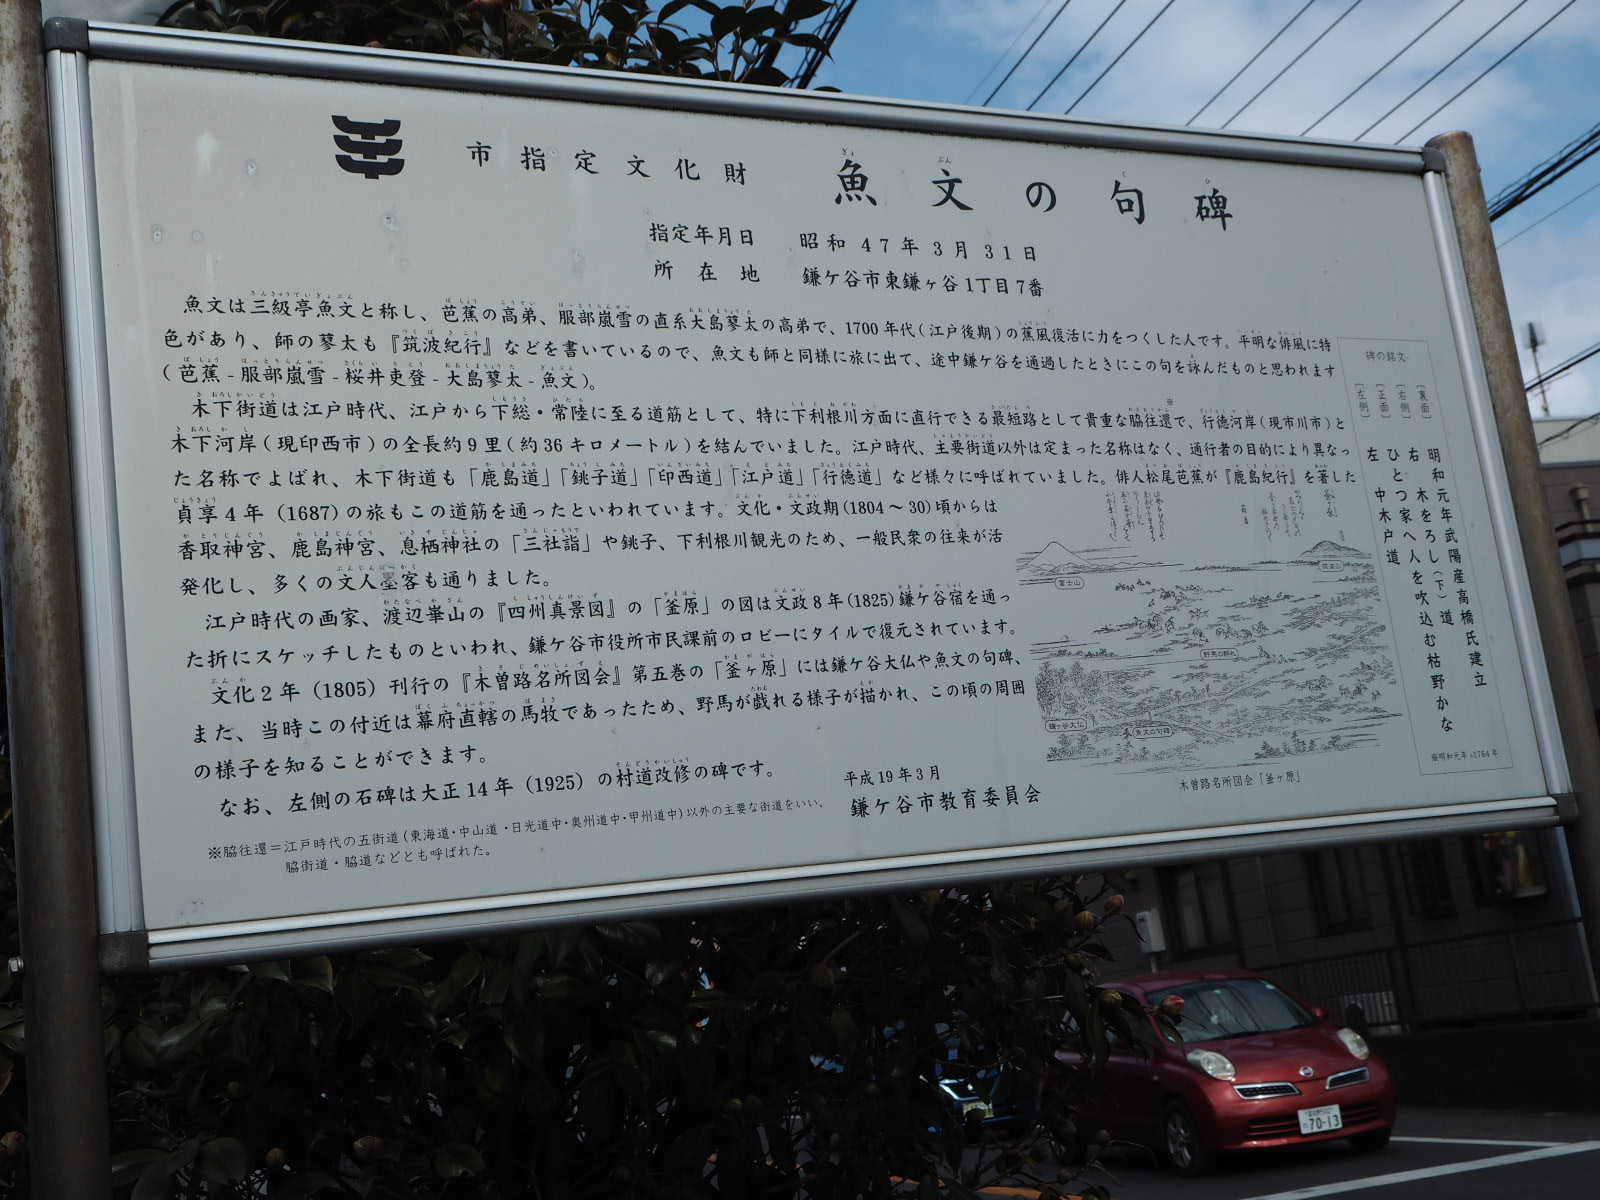 市指定文化財 魚文の句碑
指定年月日 昭和47年3月31日
所在地 鎌ケ谷市東鎌ヶ谷1丁目7番
魚文は三級亭魚文と称し、芭蕉の高弟、服部嵐雪の直系大島蓼太の高弟で、1700年代(江戸後期)の蕉風復活に力をつくした人です。平明な俳風に特
色があり、師の蓼太も『筑波紀行』などを書いているので、魚文も師と同様に旅に出て、途中鎌ケ谷を通過したときにこの句を詠んだものと思われます
(芭蕉-服部嵐雪-桜井吏登-大島蓼太-魚文)。
木下街道は江戸時代、江戸から下総・常陸に至る道筋として、特に下利根川方面に直行できる最短路として貴重な脇往還※で、行徳河岸(現市川市)と
木下河岸(現印西市)の全長約9里(約36キロメートル)を結んでいました。江戸時代、主要街道以外は定まった名称はなく、通行者の目的により異なっ
た名称でよばれ、木下街道も「鹿島道」「銚子道」「印西道」「江戸道」「行徳道」など様々に呼ばれていました。俳人松尾芭蕉が『鹿島紀行』を著した
貞享4年(1687)の旅もこの道筋を通ったといわれています。文化・文政期(1804～30)頃からは
香取神宮、鹿島神宮、息栖神社の「三社詣」や銚子、下利根川観光のため、一般民衆の往来が活
発化し、多くの文人墨客も通りました。
江戸時代の画家、渡辺崋山の『四州真景図』の「釜原」の図は文政8年(1825)鎌ケ谷宿を通っ
た折にスケッチしたものといわれ、鎌ケ谷市役所市民課前のロビーにタイルで復元されています。
文化2年(1805)刊行の『木曽路名所図会』第五巻の「釜ヶ原」には鎌ケ谷大仏や魚文の句碑、
また、当時この付近は幕府直轄の馬牧であったため、野馬が戯れる様子が描かれ、この頃の周囲
の様子を知ることができます。
なお、左側の石碑は大正14年(1925)の村道改修の碑です。
平成19年3月
鎌ケ谷市教育委員会
※脇往還＝江戸時代の五街道(東海道・中山道・日光道中・奥州道中・甲州道中)以外の主要な街道をいい、
脇街道・脇道などとも呼ばれた。
碑の銘文
〔裏面〕 明和元年武陽産高橋氏建立
〔右側〕 右 木をろし(下)道
〔正面〕 ひとつ家へ人を吹込む枯野かな
〔左側〕 左 中木戸道
※明和元年=1764年
富士山
筑波山
野馬の群れ
鎌ヶ谷大仏
魚文の句碑
木曽路名所図会「釜ヶ原」
70-13